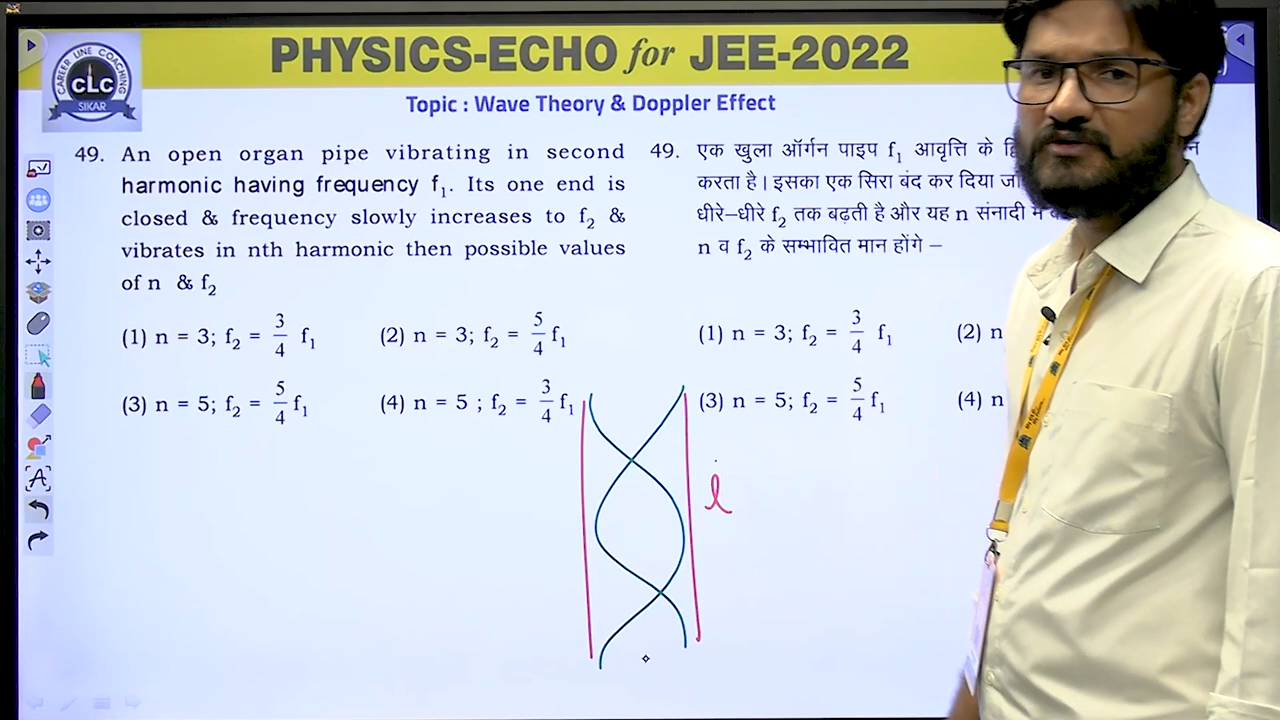 PHYSICS-ECHO for JEE-2022
CAREER LINE COACHING
CLC
SIKAR
Topic : Wave Theory & Doppler Effect
49. An open organ pipe vibrating in second
harmonic having frequency f₁. Its one end is
closed & frequency slowly increases to f₂ &
vibrates in nth harmonic then possible values
of n & f₂
(1) n = 3; f₂ = 3/4 f₁ (2) n = 3; f₂ = 5/4 f₁
(3) n = 5; f₂ = 5/4 f₁ (4) n = 5 ; f₂ = 3/4 f₁
49. एक खुला ऑर्गन पाइप f₁ आवृत्ति के
करता है। इसका एक सिरा बंद कर दिया
धीरे–धीरे f₂ तक बढ़ती है और यह n संनादी में
n व f₂ के सम्भावित मान होंगे –
(1) n = 3; f₂ = 3/4 f₁ (2) n
(3) n = 5; f₂ = 5/4 f₁ (4) n
l
A